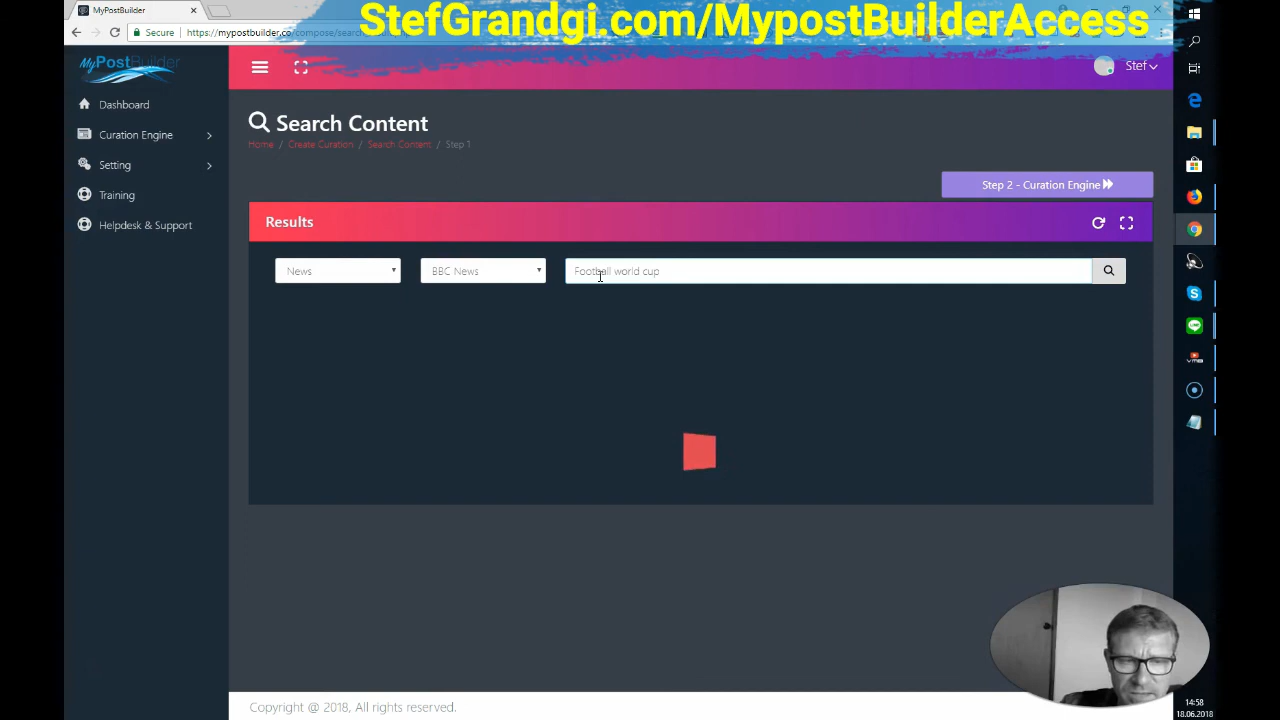 StefGrandgi.com/MypostBuilderAccess
MyPostBuilder
Secure https://mypostbuilder.co/compose/search
MyPostBuilder
Stef
Dashboard
Curation Engine
Setting
Training
Helpdesk & Support
Search Content
Home / Create Curation / Search Content / Step 1
Step 2 - Curation Engine
Results
News
BBC News
Football world cup
Copyright @ 2018, All rights reserved.
14:58
18.06.2018